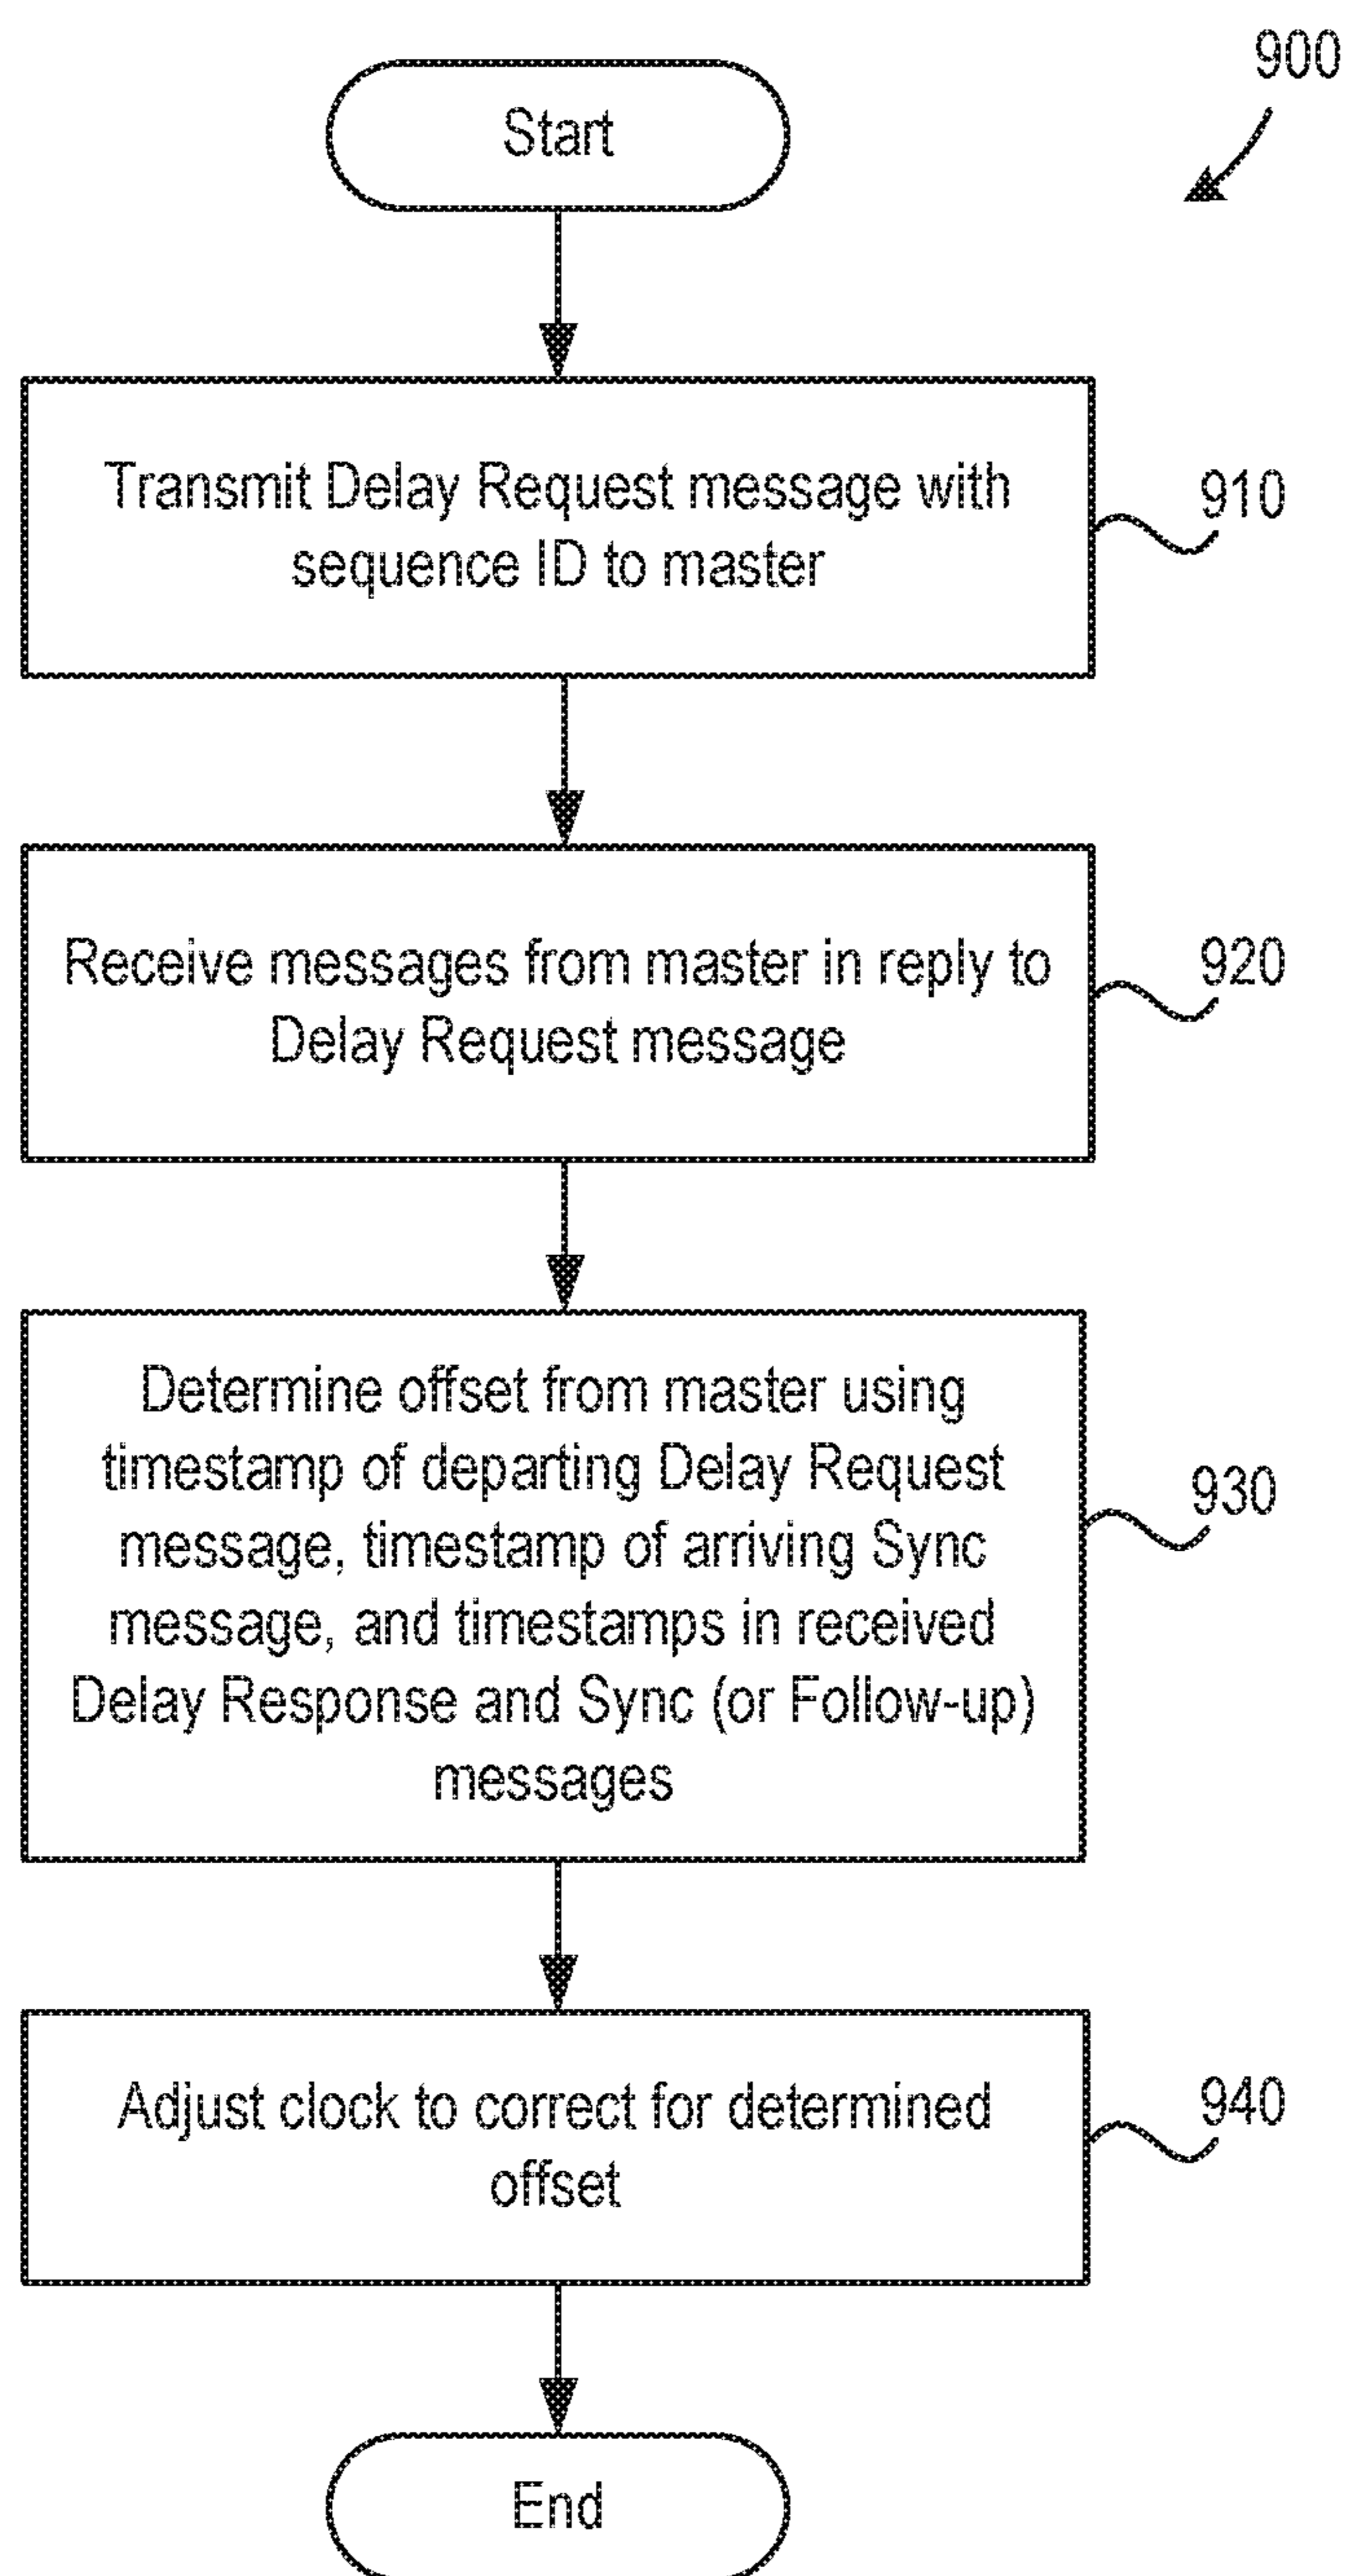 900
Start
Transmit Delay Request message with
sequence ID to master
910
Receive messages from master in reply to
Delay Request message
920
Determine offset from master using
timestamp of departing Delay Request
message, timestamp of arriving Sync
message, and timestamps in received
Delay Response and Sync (or Follow-up)
messages
930
Adjust clock to correct for determined
offset
940
End